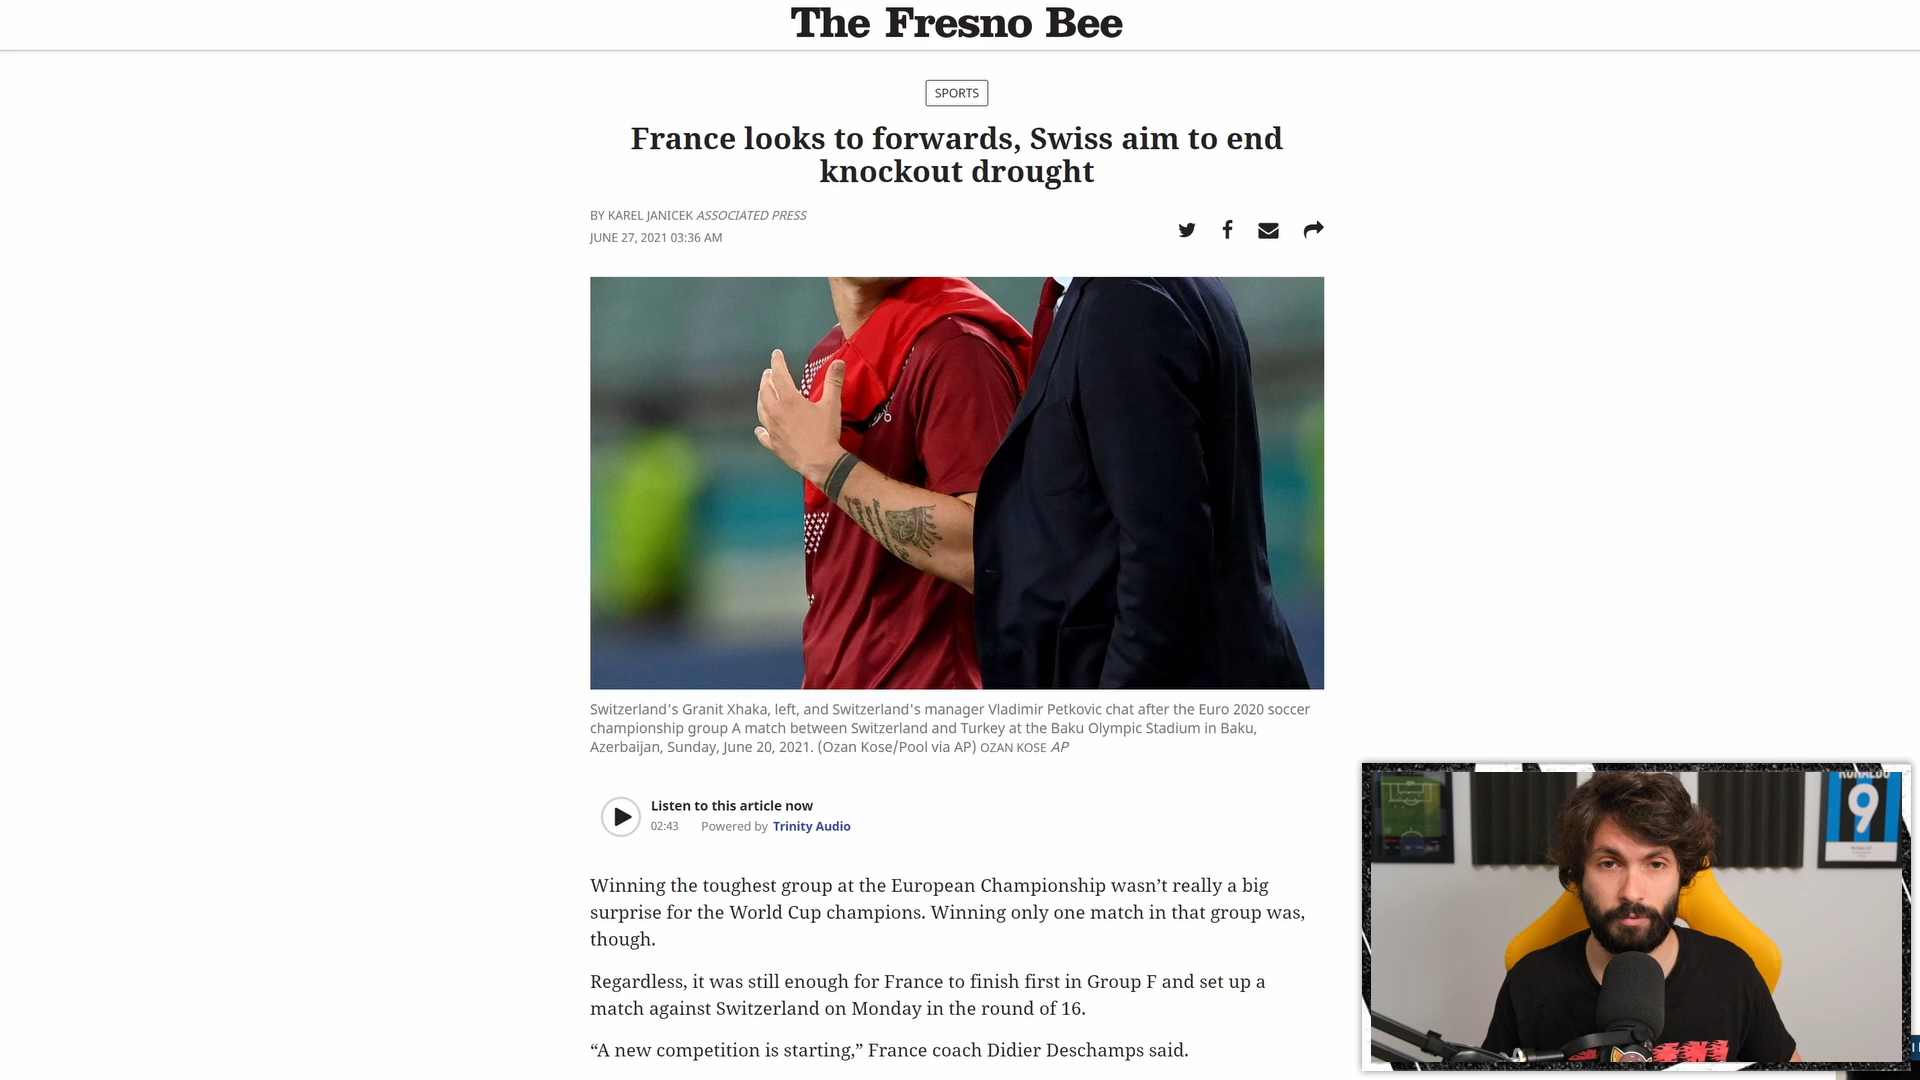 The Fresno Bee
SPORTS
France looks to forwards, Swiss aim to end
knockout drought
BY KAREL JANICEK ASSOCIATED PRESS
JUNE 27, 2021 03:36 AM
Switzerland's Granit Xhaka, left, and Switzerland's manager Vladimir Petkovic chat after the Euro 2020 soccer
championship group A match between Switzerland and Turkey at the Baku Olympic Stadium in Baku,
Azerbaijan, Sunday, June 20, 2021. (Ozan Kose/Pool via AP) OZAN KOSE AP
Listen to this article now
02:43 Powered by Trinity Audio
Winning the toughest group at the European Championship wasn’t really a big
surprise for the World Cup champions. Winning only one match in that group was,
though.
Regardless, it was still enough for France to finish first in Group F and set up a
match against Switzerland on Monday in the round of 16.
“A new competition is starting,” France coach Didier Deschamps said.
RONALDO
9